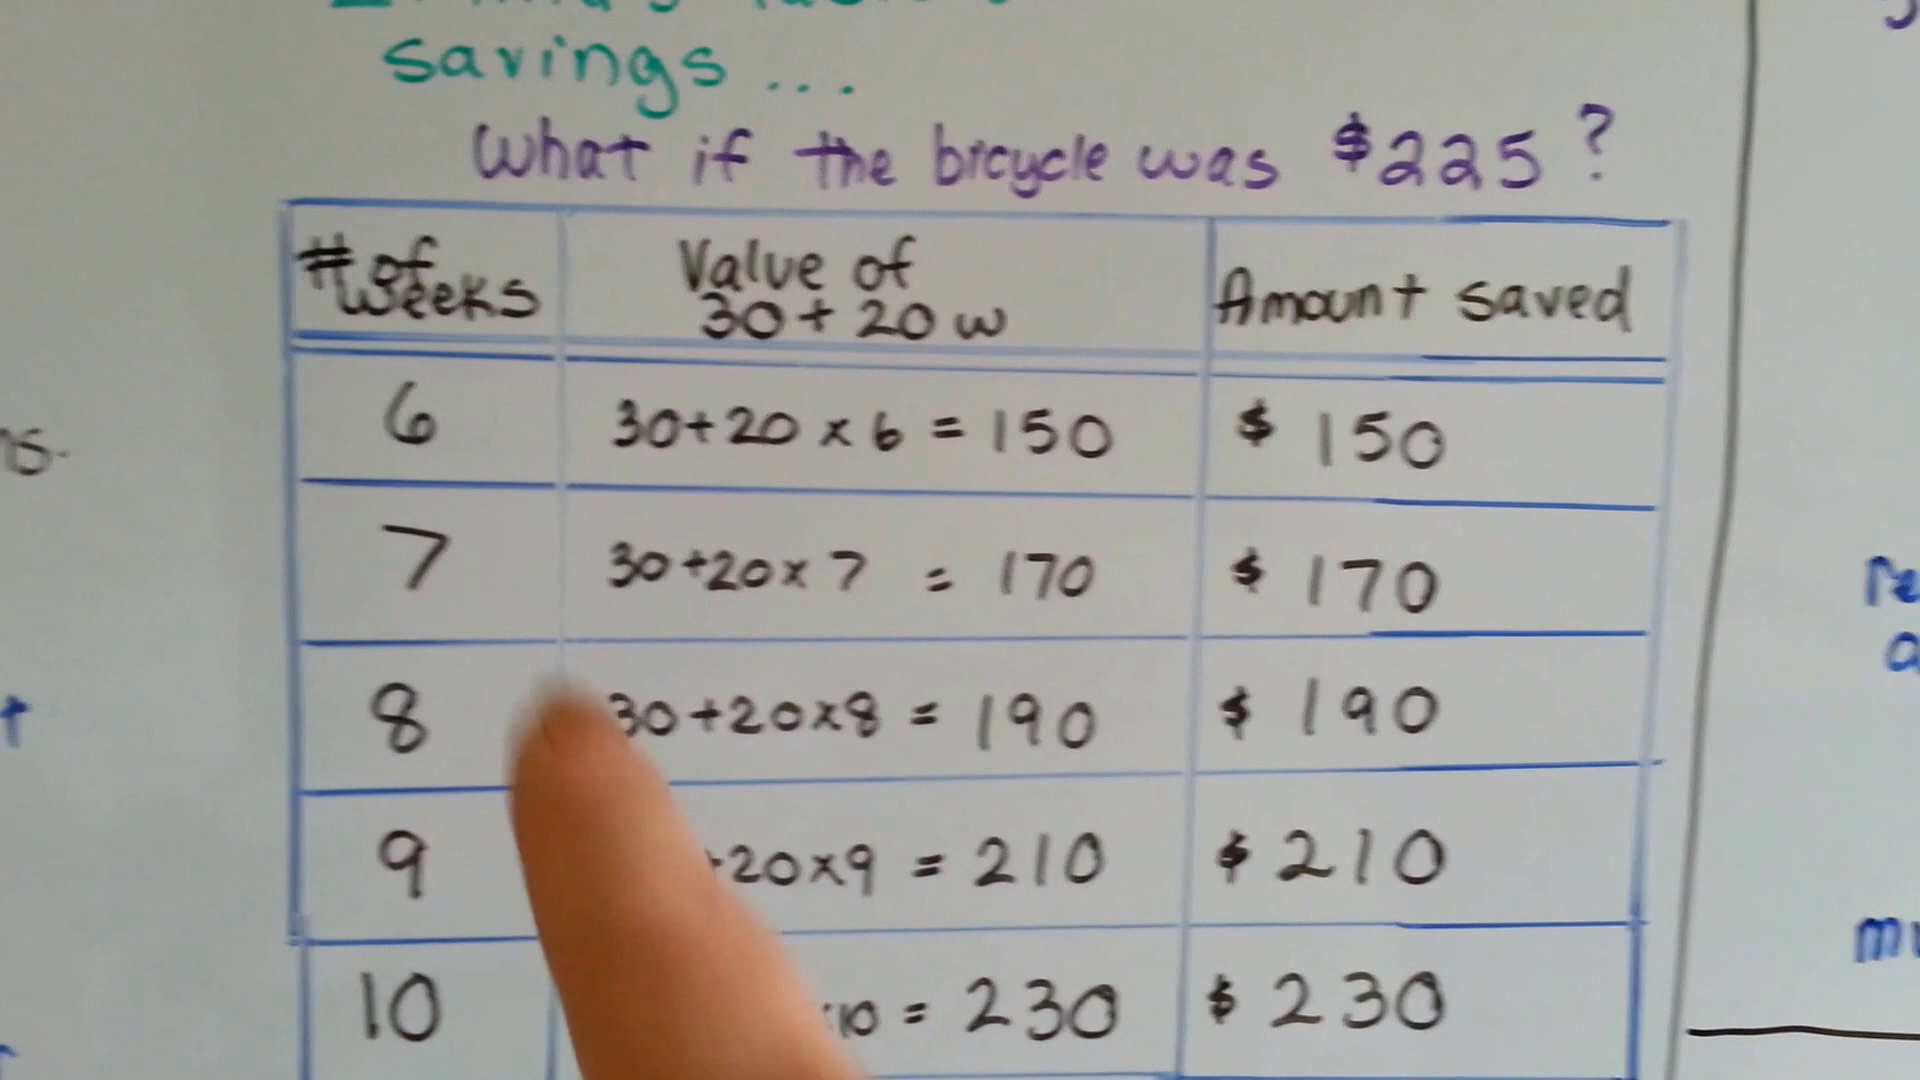 savings...
What if the bicycle was $225?
# of Weeks
Value of
30 + 20 w
Amount saved
6
30+20 x 6 = 150
$ 150
7
30+20x 7 = 170
$ 170
8
30+20x8 = 190
$ 190
9
+20x9 = 210
$ 210
10
10 = 230
$ 230